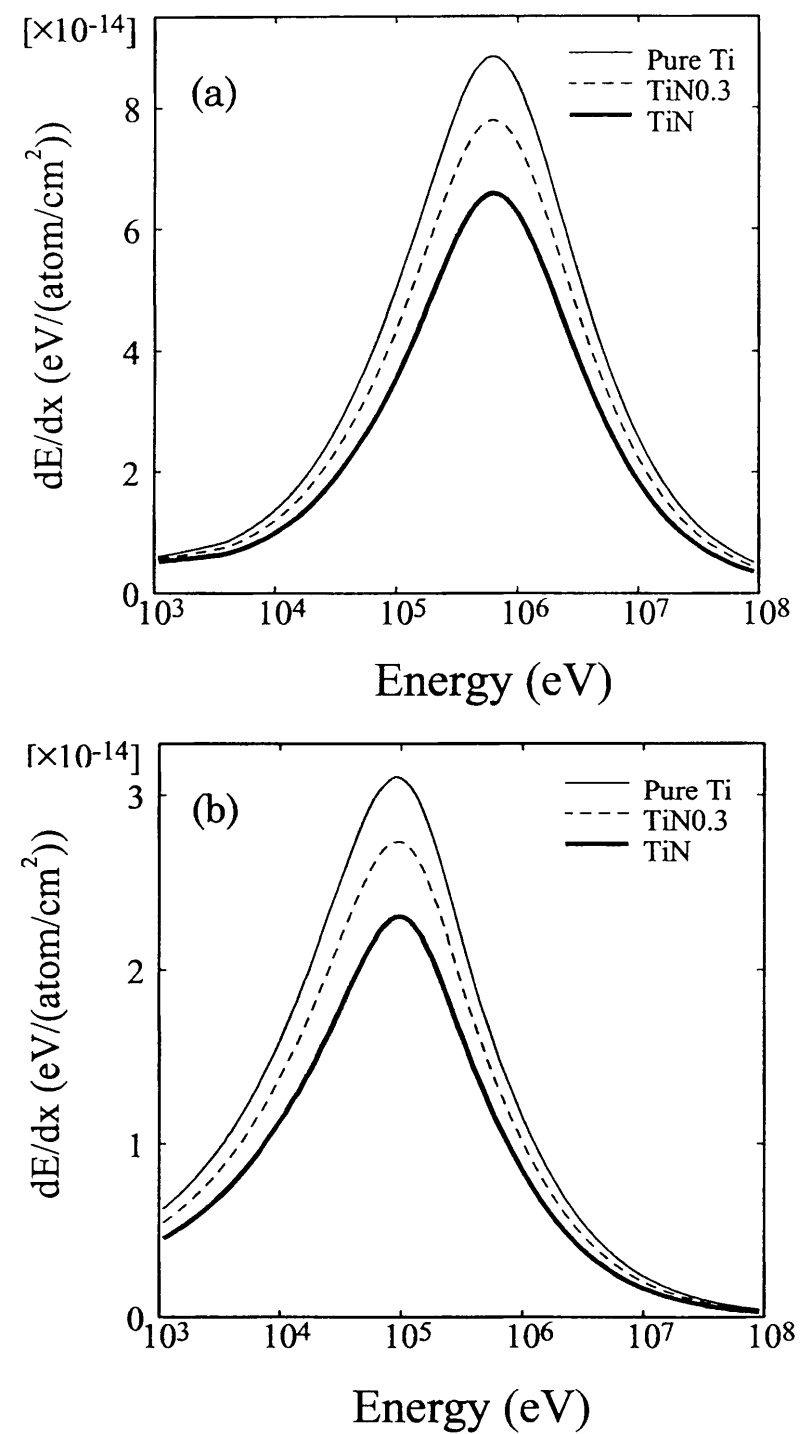 [×10-14]
(a)
Pure Ti
TiN0.3
TiN
8
6
4
2
0
dE/dx (eV/(atom/cm2))
103 104 105 106 107 108
Energy (eV)
[×10-14]
(b)
Pure Ti
TiN0.3
TiN
3
2
1
0
dE/dx (eV/(atom/cm2))
103 104 105 106 107 108
Energy (eV)